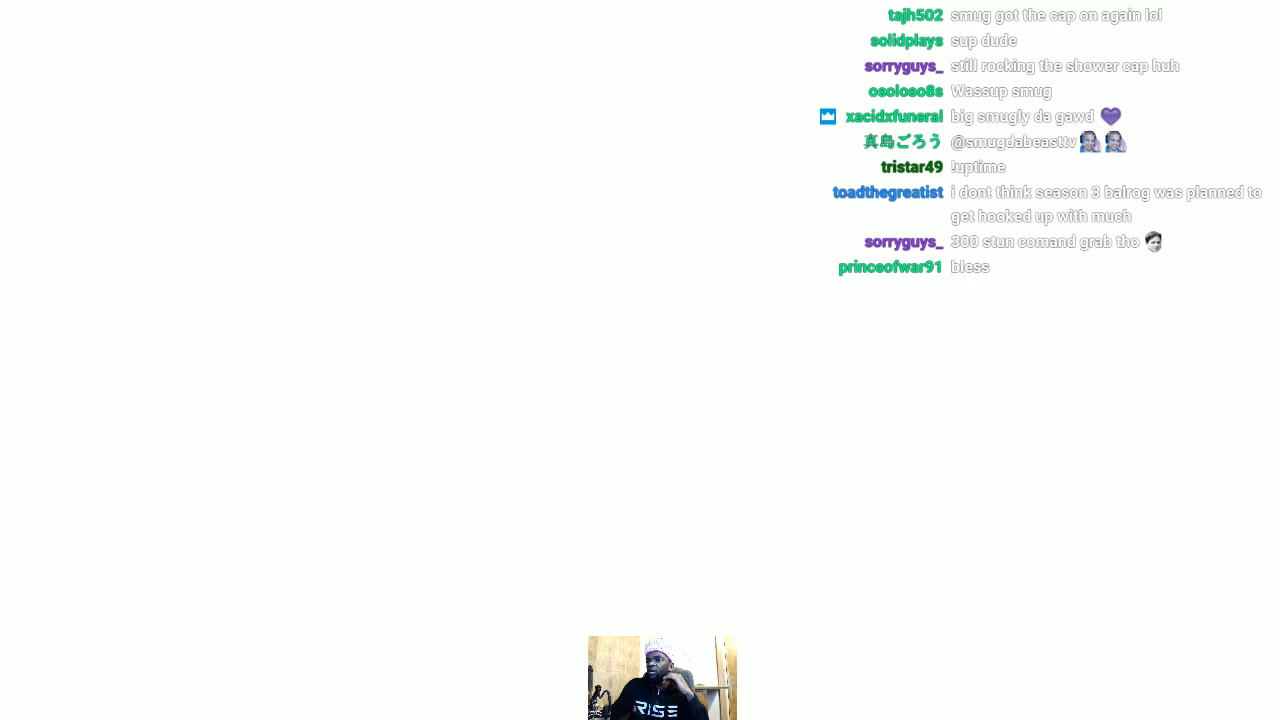 tajh502 smug got the cap on again lol
solidplays sup dude
sorryguys_ still rocking the shower cap huh
osoloso8s Wassup smug
xacidxfuneral big smugly da gawd
真島ごろう @smugdabeasttv
tristar49 !uptime
toadthegreatist i dont think season 3 balrog was planned to
get hooked up with much
sorryguys_ 300 stun comand grab tho
princeofwar91 bless
RISE